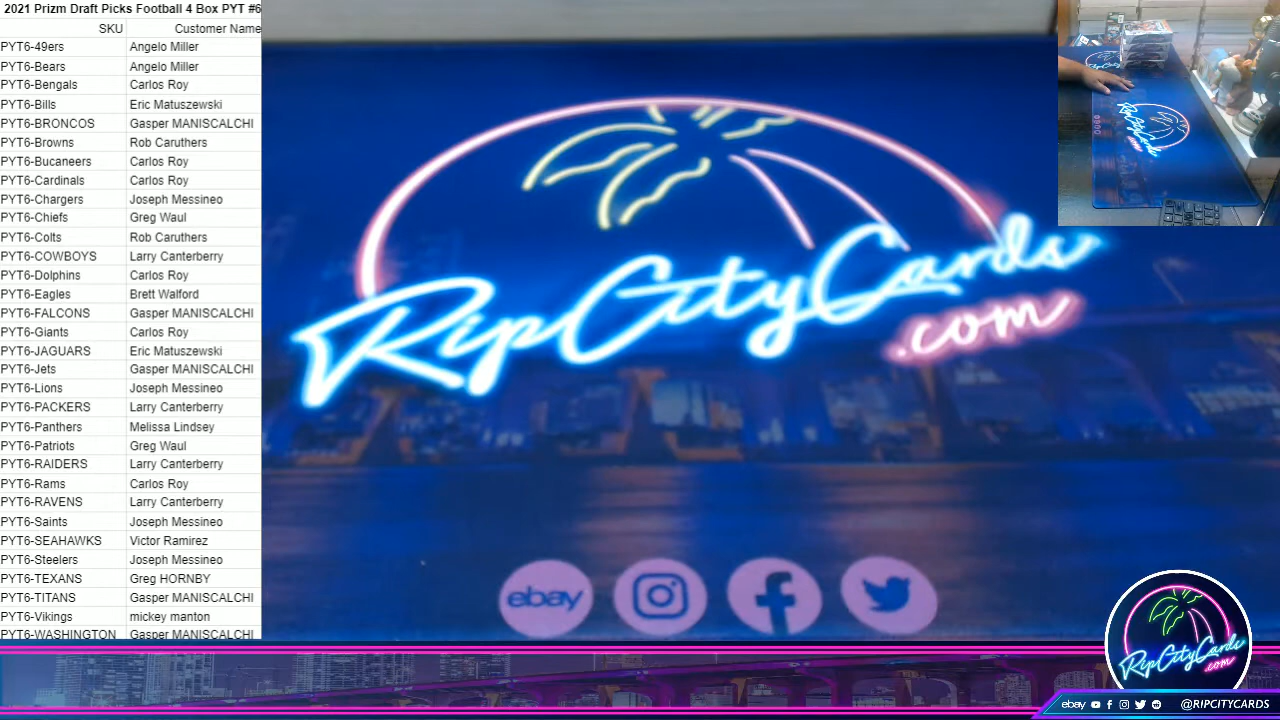 2021 Prizm Draft Picks Football 4 Box PYT #6
SKU Customer Name
PYT6-49ers Angelo Miller
PYT6-Bears Angelo Miller
PYT6-Bengals Carlos Roy
PYT6-Bills Eric Matuszewski
PYT6-BRONCOS Gasper MANISCALCHI
PYT6-Browns Rob Caruthers
PYT6-Bucaneers Carlos Roy
PYT6-Cardinals Carlos Roy
PYT6-Chargers Joseph Messineo
PYT6-Chiefs Greg Waul
PYT6-Colts Rob Caruthers
PYT6-COWBOYS Larry Canterberry
PYT6-Dolphins Carlos Roy
PYT6-Eagles Brett Walford
PYT6-FALCONS Gasper MANISCALCHI
PYT6-Giants Carlos Roy
PYT6-JAGUARS Eric Matuszewski
PYT6-Jets Gasper MANISCALCHI
PYT6-Lions Joseph Messineo
PYT6-PACKERS Larry Canterberry
PYT6-Panthers Melissa Lindsey
PYT6-Patriots Greg Waul
PYT6-RAIDERS Larry Canterberry
PYT6-Rams Carlos Roy
PYT6-RAVENS Larry Canterberry
PYT6-Saints Joseph Messineo
PYT6-SEAHAWKS Victor Ramirez
PYT6-Steelers Joseph Messineo
PYT6-TEXANS Greg HORNBY
PYT6-TITANS Gasper MANISCALCHI
PYT6-Vikings mickey manton
PYT6-WASHINGTON Gasper MANISCALCHI
RipCityCards
.com
ebay
RipCityCards
.com
RipCityCards
.com
ebay @RIPCITYCARDS